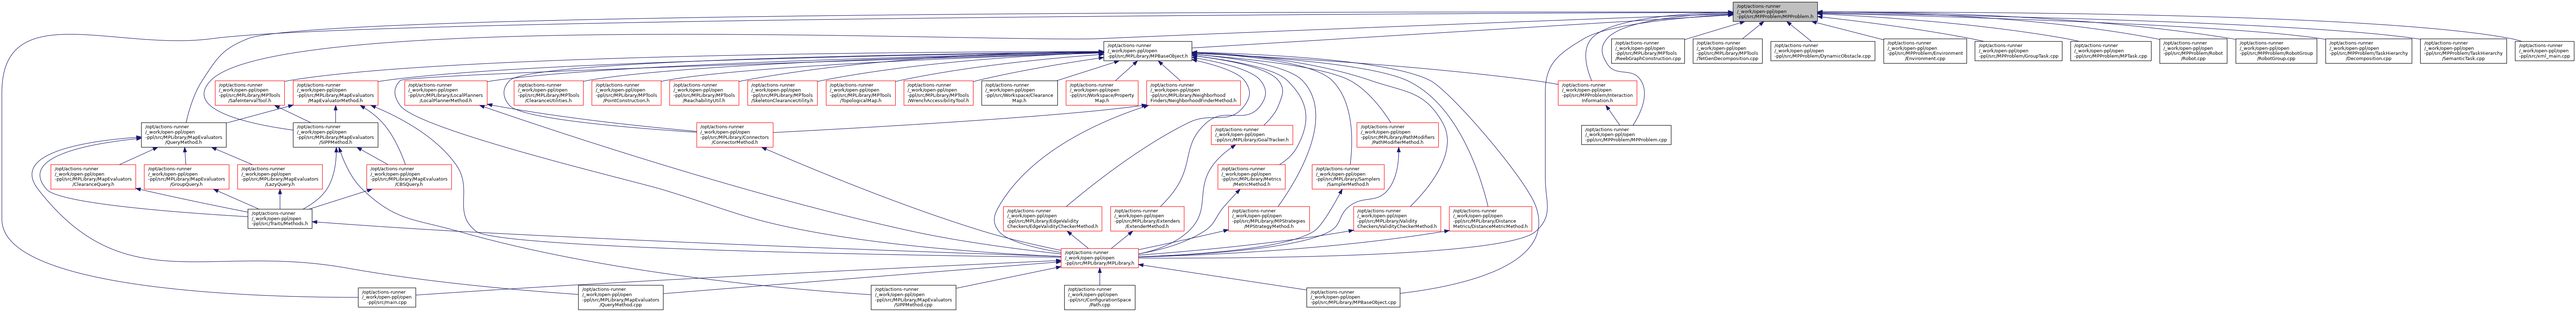 /opt/actions-runner
/_work/open-ppl/open
-ppl/src/MPProblem/MPProblem.h
/opt/actions-runner
/_work/open-ppl/open
-ppl/src/MPLibrary/MPBaseObject.h
/opt/actions-runner
/_work/open-ppl/open
-ppl/src/MPLibrary/MPTools
/ReebGraphConstruction.cpp
/opt/actions-runner
/_work/open-ppl/open
-ppl/src/MPLibrary/MPTools
/TetGenDecomposition.cpp
/opt/actions-runner
/_work/open-ppl/open
-ppl/src/MPProblem/DynamicObstacle.cpp
/opt/actions-runner
/_work/open-ppl/open
-ppl/src/MPProblem/Environment
/Environment.cpp
/opt/actions-runner
/_work/open-ppl/open
-ppl/src/MPProblem/GroupTask.cpp
/opt/actions-runner
/_work/open-ppl/open
-ppl/src/MPProblem/MPTask.cpp
/opt/actions-runner
/_work/open-ppl/open
-ppl/src/MPProblem/Robot
/Robot.cpp
/opt/actions-runner
/_work/open-ppl/open
-ppl/src/MPProblem/RobotGroup
/RobotGroup.cpp
/opt/actions-runner
/_work/open-ppl/open
-ppl/src/MPProblem/TaskHierarchy
/Decomposition.cpp
/opt/actions-runner
/_work/open-ppl/open
-ppl/src/MPProblem/TaskHierarchy
/SemanticTask.cpp
/opt/actions-runner
/_work/open-ppl/open
-ppl/src/xml_main.cpp
/opt/actions-runner
/_work/open-ppl/open
-ppl/src/MPLibrary/MPTools
/SafeIntervalTool.h
/opt/actions-runner
/_work/open-ppl/open
-ppl/src/MPLibrary/MapEvaluators
/MapEvaluatorMethod.h
/opt/actions-runner
/_work/open-ppl/open
-ppl/src/MPLibrary/LocalPlanners
/LocalPlannerMethod.h
/opt/actions-runner
/_work/open-ppl/open
-ppl/src/MPLibrary/MPTools
/ClearanceUtilities.h
/opt/actions-runner
/_work/open-ppl/open
-ppl/src/MPLibrary/MPTools
/PointConstruction.h
/opt/actions-runner
/_work/open-ppl/open
-ppl/src/MPLibrary/MPTools
/ReachabilityUtil.h
/opt/actions-runner
/_work/open-ppl/open
-ppl/src/MPLibrary/MPTools
/SkeletonClearanceUtility.h
/opt/actions-runner
/_work/open-ppl/open
-ppl/src/MPLibrary/MPTools
/TopologicalMap.h
/opt/actions-runner
/_work/open-ppl/open
-ppl/src/MPLibrary/MPTools
/WrenchAccessibilityTool.h
/opt/actions-runner
/_work/open-ppl/open
-ppl/src/Workspace/Clearance
Map.h
/opt/actions-runner
/_work/open-ppl/open
-ppl/src/Workspace/Property
Map.h
/opt/actions-runner
/_work/open-ppl/open
-ppl/src/MPLibrary/Neighborhood
Finders/NeighborhoodFinderMethod.h
/opt/actions-runner
/_work/open-ppl/open
-ppl/src/MPProblem/Interaction
Information.h
/opt/actions-runner
/_work/open-ppl/open
-ppl/src/MPLibrary/MapEvaluators
/QueryMethod.h
/opt/actions-runner
/_work/open-ppl/open
-ppl/src/MPLibrary/MapEvaluators
/SIPPMethod.h
/opt/actions-runner
/_work/open-ppl/open
-ppl/src/MPLibrary/Connectors
/ConnectorMethod.h
/opt/actions-runner
/_work/open-ppl/open
-ppl/src/MPLibrary/GoalTracker.h
/opt/actions-runner
/_work/open-ppl/open
-ppl/src/MPLibrary/PathModifiers
/PathModifierMethod.h
/opt/actions-runner
/_work/open-ppl/open
-ppl/src/MPProblem/MPProblem.cpp
/opt/actions-runner
/_work/open-ppl/open
-ppl/src/MPLibrary/MapEvaluators
/ClearanceQuery.h
/opt/actions-runner
/_work/open-ppl/open
-ppl/src/MPLibrary/MapEvaluators
/GroupQuery.h
/opt/actions-runner
/_work/open-ppl/open
-ppl/src/MPLibrary/MapEvaluators
/LazyQuery.h
/opt/actions-runner
/_work/open-ppl/open
-ppl/src/MPLibrary/MapEvaluators
/CBSQuery.h
/opt/actions-runner
/_work/open-ppl/open
-ppl/src/MPLibrary/Metrics
/MetricMethod.h
/opt/actions-runner
/_work/open-ppl/open
-ppl/src/MPLibrary/Samplers
/SamplerMethod.h
/opt/actions-runner
/_work/open-ppl/open
-ppl/src/Traits/Methods.h
/opt/actions-runner
/_work/open-ppl/open
-ppl/src/MPLibrary/EdgeValidity
Checkers/EdgeValidityCheckerMethod.h
/opt/actions-runner
/_work/open-ppl/open
-ppl/src/MPLibrary/Extenders
/ExtenderMethod.h
/opt/actions-runner
/_work/open-ppl/open
-ppl/src/MPLibrary/MPStrategies
/MPStrategyMethod.h
/opt/actions-runner
/_work/open-ppl/open
-ppl/src/MPLibrary/Validity
Checkers/ValidityCheckerMethod.h
/opt/actions-runner
/_work/open-ppl/open
-ppl/src/MPLibrary/Distance
Metrics/DistanceMetricMethod.h
/opt/actions-runner
/_work/open-ppl/open
-ppl/src/MPLibrary/MPLibrary.h
/opt/actions-runner
/_work/open-ppl/open
-ppl/src/main.cpp
/opt/actions-runner
/_work/open-ppl/open
-ppl/src/MPLibrary/MapEvaluators
/QueryMethod.cpp
/opt/actions-runner
/_work/open-ppl/open
-ppl/src/MPLibrary/MapEvaluators
/SIPPMethod.cpp
/opt/actions-runner
/_work/open-ppl/open
-ppl/src/ConfigurationSpace
/Path.cpp
/opt/actions-runner
/_work/open-ppl/open
-ppl/src/MPLibrary/MPBaseObject.cpp